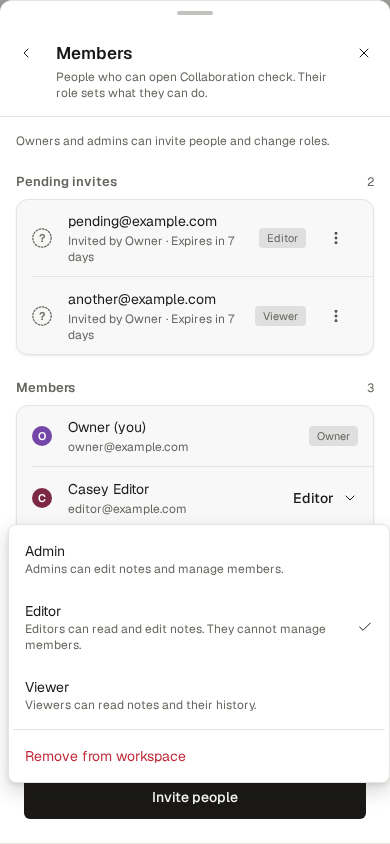 Members
People who can open Collaboration check. Their
role sets what they can do.
Owners and admins can invite people and change roles.
Pending invites 2
? pending@example.com Editor
Invited by Owner · Expires in 7
days
? another@example.com Viewer
Invited by Owner · Expires in 7
days
Members 3
O Owner (you) Owner
owner@example.com
C Casey Editor Editor
editor@example.com
Admin
Admins can edit notes and manage members.
Editor
Editors can read and edit notes. They cannot manage
members.
Viewer
Viewers can read notes and their history.
Remove from workspace
Invite people